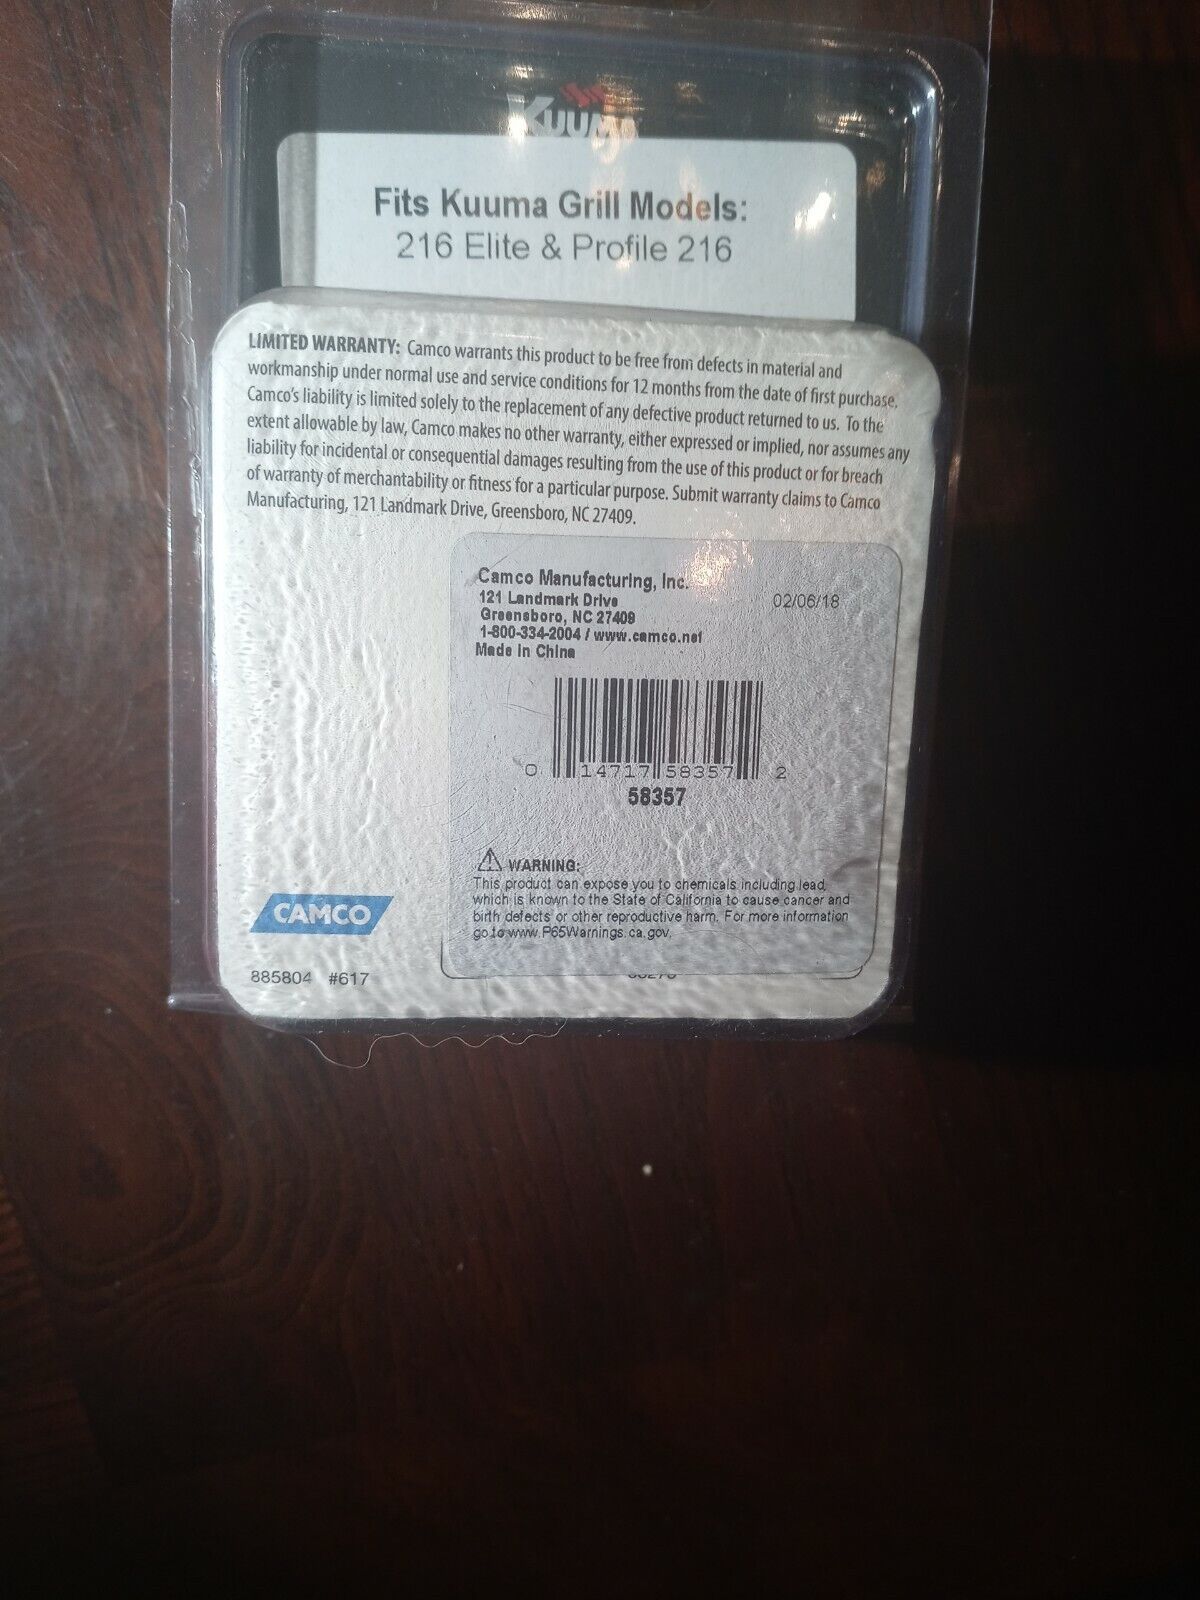 KUUMA
Fits Kuuma Grill Models:
216 Elite & Profile 216
LIMITED WARRANTY: Camco warrants this product to be free from defects in material and
workmanship under normal use and service conditions for 12 months from the date of first purchase.
Camco's liability is limited solely to the replacement of any defective product returned to us. To the
extent allowable by law, Camco makes no other warranty, either expressed or implied, nor assumes any
liability for incidental or consequential damages resulting from the use of this product or for breach
of warranty of merchantability or fitness for a particular purpose. Submit warranty claims to Camco
Manufacturing, 121 Landmark Drive, Greensboro, NC 27409.
Camco Manufacturing, Inc.
121 Landmark Drive
02/06/18
Greensboro, NC 27409
1-800-334-2004 / www.camco.net
Made in China
0 14717 58357 2
58357
WARNING:
This product can expose you to chemicals including lead,
which is known to the State of California to cause cancer and
birth defects or other reproductive harm. For more information
go to www.P65Warnings.ca.gov.
CAMCO
885804 #617